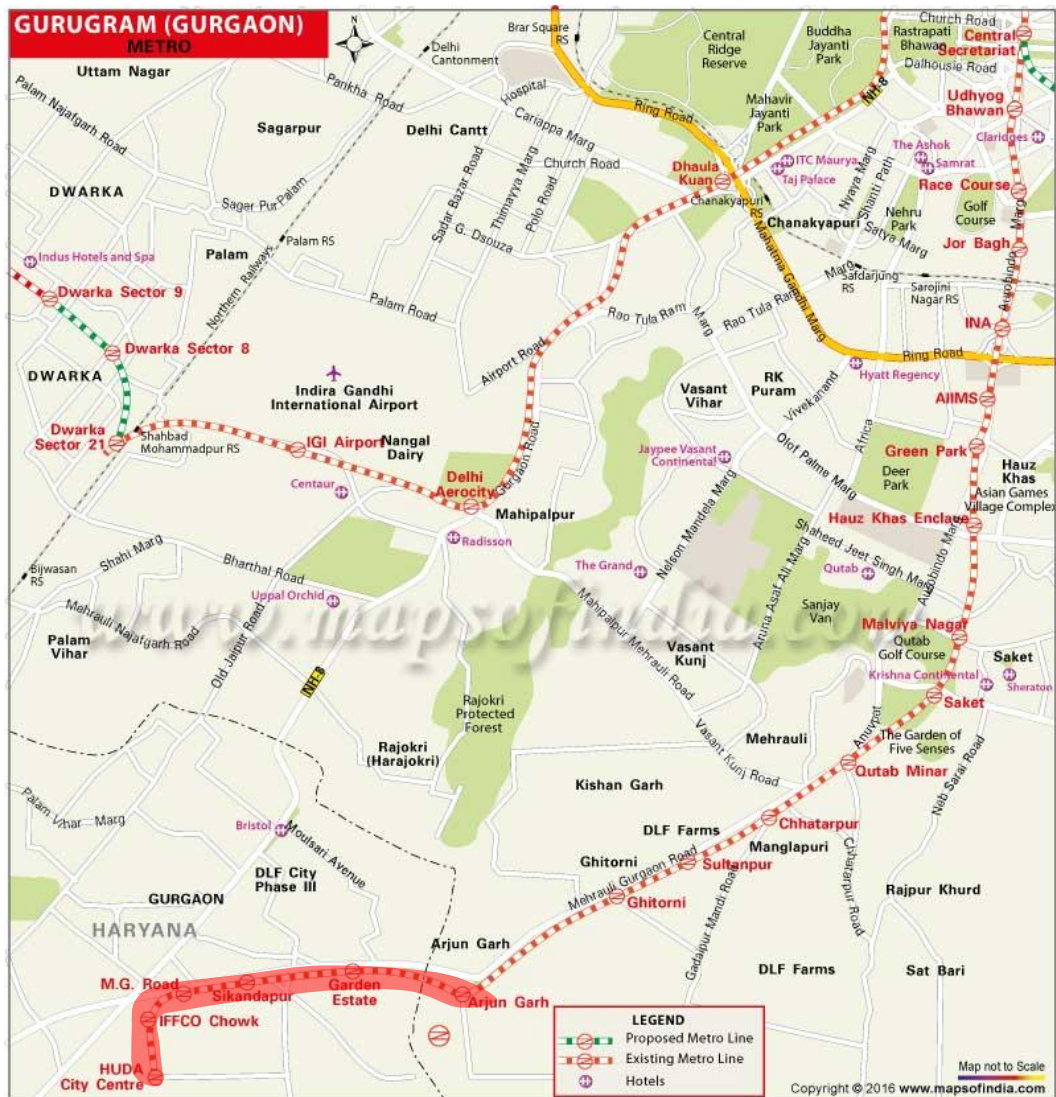 GURUGRAM (GURGAON)
METRO
N
Brar Square
RS
Delhi
Cantonment
Central
Ridge
Reserve
Buddha
Jayanti
Park
Church Road
Rastrapati
Bhawan
Central
Secretariat
Dalhousie Road
Uttam Nagar
Pankha Road
Hospital
NH-8
Palam Najafgarh Road
Sagarpur
Delhi Cantt
Cariappa Marg
Ring Road
Mahavir
Jayanti
Park
Udhyog
Bhawan
Claridges
The Ashok
Samrat
Church Road
Dhaula
Kuan
ITC Maurya
Taj Palace
Nyaya Marg
Shanti Path
Race Course
DWARKA
Sadar Bazar Road
Thimayya Marg
Polo Road
Chanakyapuri
RS
Chanakyapuri
Nehru
Park
Golf
Course
Marg
Sagar Pur Palam
Palam RS
G. Dsouza
Satya Marg
Jor Bagh
Indus Hotels and Spa
Palam
Northern Railways
Mahatma Gandhi Marg
Marg
Safdarjung
RS
Sarojini
Nagar RS
Aurobindo
Dwarka Sector 9
Palam Road
Rao Tula Ram
Marg
Rao Tula Ram
INA
Dwarka Sector 8
Airport Road
Ring Road
DWARKA
Indira Gandhi
International Airport
Vasant
Vihar
RK
Puram
Vivekanand
Hyatt Regency
AIIMS
Dwarka
Sector 21
Shahbad
Mohammadpur RS
IGI Airport
Nangal
Dairy
Jaypee Vasant
Continental
Olof Palme Marg
Africa
Green Park
Deer
Park
Hauz
Khas
Asian Games
Village Complex
Centaur
Delhi
Aerocity
Gurgaon Road
Mahipalpur
Nelson Mandela Marg
Hauz Khas Enclave
Shaheed Jeet Singh Marg
Radisson
Shahi Marg
Bijwasan
RS
Bharthal Road
The Grand
Aruna Asaf Ali Marg
Qutab
Aurobindo Marg
Uppal Orchid
www.mapsofindia.com
Mehrauli Najafgarh Road
Palam
Vihar
Old Jaipur Road
Mahipalpur Mehrauli Road
Sanjay
Van
Malviya Nagar
Qutab
Golf Course
Vasant
Kunj
Saket
Krishna Continental
Sheraton
NH-8
Rajokri
Protected
Forest
Saket
Rajokri
(Harajokri)
Vasant Kunj Road
Mehrauli
Anuvpat
The Garden of
Five Senses
Qutab Minar
Neb Sarai Road
Kishan Garh
Palam Vihar Marg
Bristol
Moulsari Avenue
DLF Farms
Chhatarpur
Manglapuri
Chhatarpur Road
DLF City
Phase III
Ghitorni
Mehrauli Gurgaon Road
Sultanpur
Rajpur Khurd
GURGAON
Ghitorni
Gadaipur Mandi Road
HARYANA
Arjun Garh
DLF Farms
Sat Bari
M.G. Road
Sikandapur
Garden
Estate
Arjun Garh
IFFCO Chowk
HUDA
City Centre
LEGEND
Proposed Metro Line
Existing Metro Line
Hotels
Map not to Scale
Copyright © 2016 www.mapsofindia.com